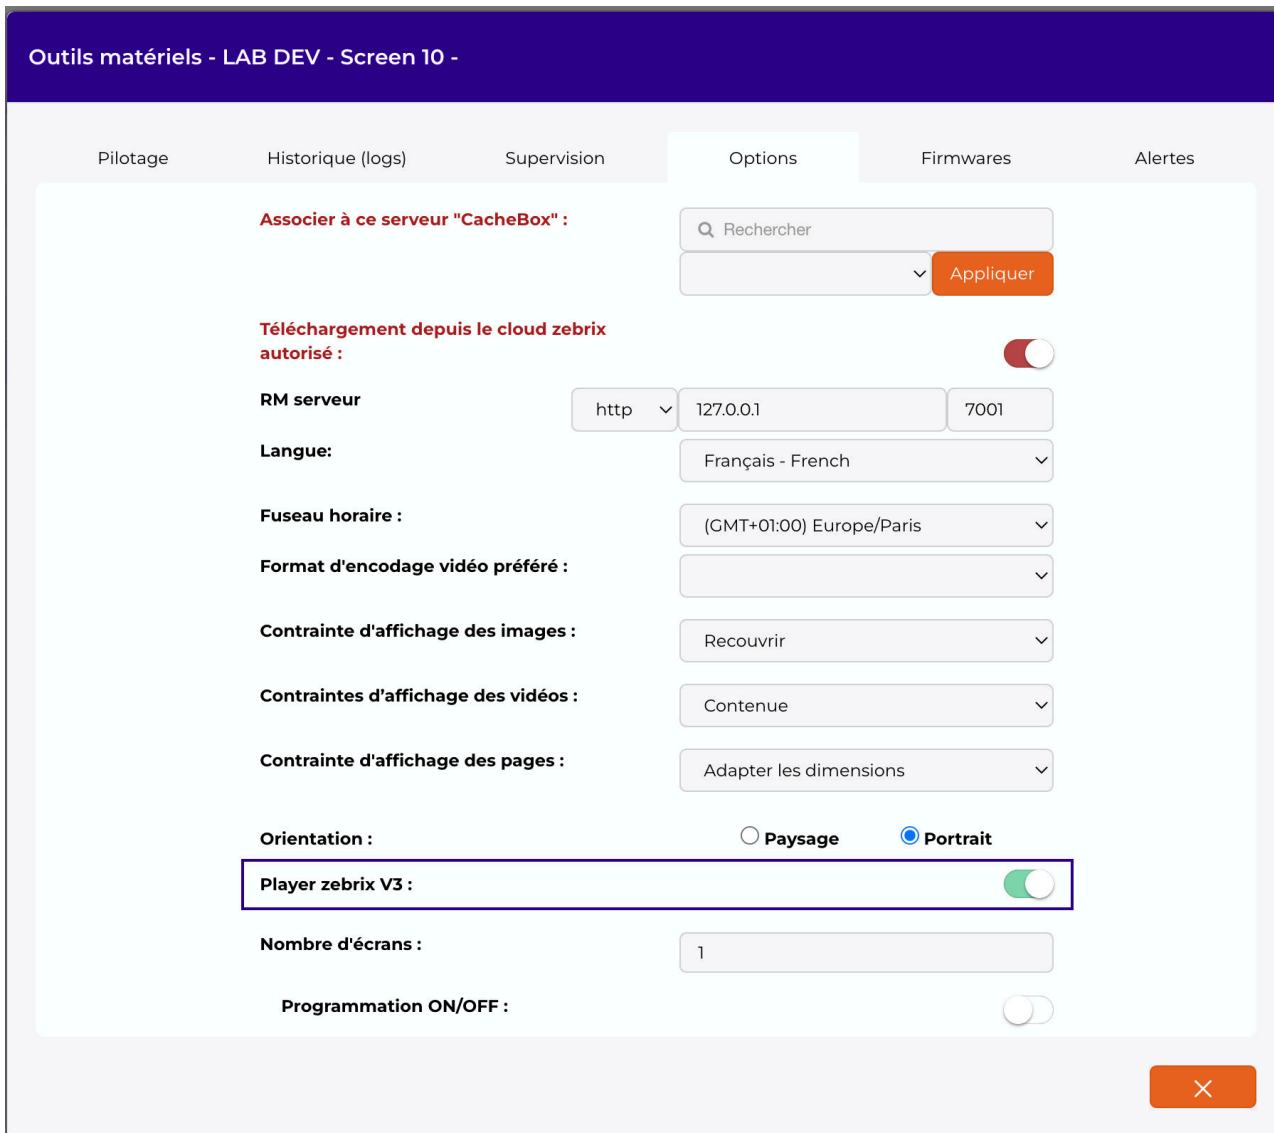 Outils matériels - LAB DEV - Screen 10 -
Pilotage Historique (logs) Supervision Options Firmwares Alertes
Associer à ce serveur "CacheBox" :
Rechercher
Appliquer
Téléchargement depuis le cloud zebrix
autorisé :
RM serveur http 127.0.0.1 7001
Langue: Français - French
Fuseau horaire : (GMT+01:00) Europe/Paris
Format d'encodage vidéo préféré :
Contrainte d'affichage des images : Recouvrir
Contraintes d’affichage des vidéos : Contenue
Contrainte d'affichage des pages : Adapter les dimensions
Orientation : Paysage Portrait
Player zebrix V3 :
Nombre d'écrans : 1
Programmation ON/OFF :